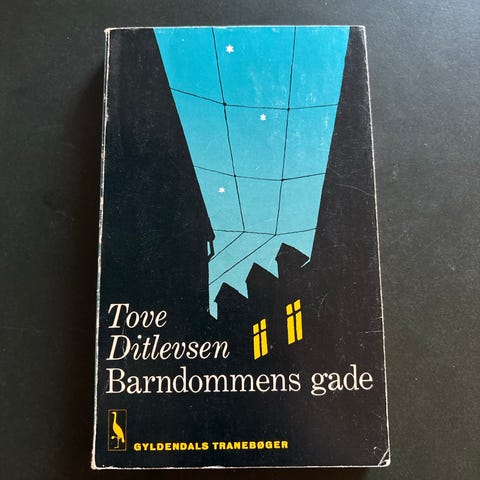 Tove
Ditlevsen
Barndommens gade
GYLDENDALS TRANEBØGER